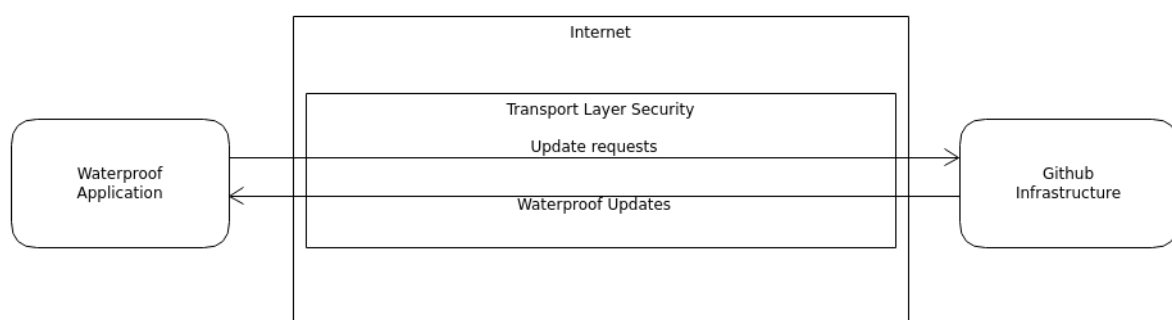 Internet
Transport Layer Security
Update requests
Waterproof
Application
Github
Infrastructure
Waterproof Updates